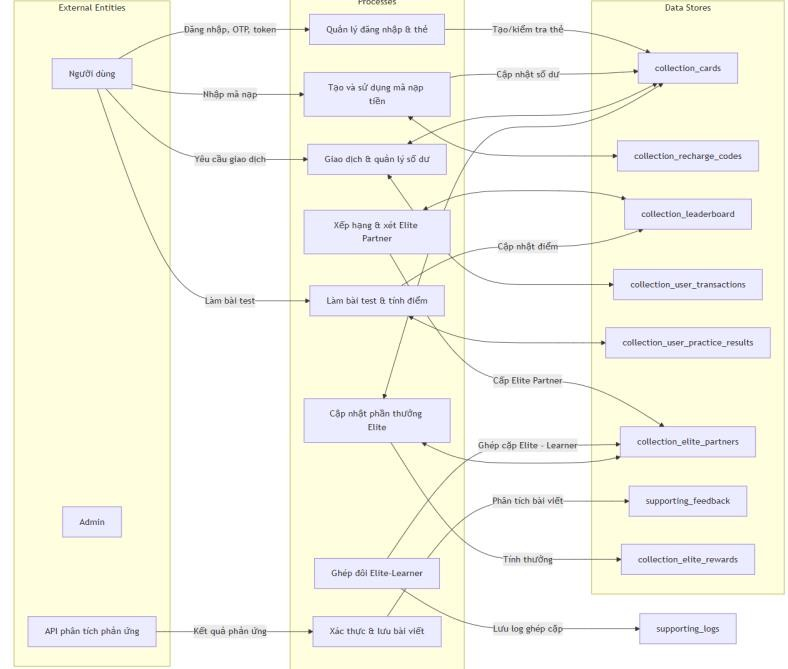 External Entities
Processes
Data Stores
Đăng nhập, OTP, token
Quản lý đăng nhập & thẻ
Tạo/kiểm tra thẻ
Người dùng
collection_cards
Cập nhật số dư
Nhập mã nạp
Tạo và sử dụng mã nạp
tiền
Yêu cầu giao dịch
Giao dịch & quản lý số dư
collection_recharge_codes
Xếp hạng & xét Elite
Partner
collection_leaderboard
Cập nhật điểm
collection_user_transactions
Làm bài test
Làm bài test & tính điểm
collection_user_practice_results
Cấp Elite Partner
Cập nhật phần thưởng
Elite
Ghép cặp Elite - Learner
collection_elite_partners
Phân tích bài viết
supporting_feedback
Admin
Tính thưởng
collection_elite_rewards
Ghép đôi Elite-Learner
API phân tích phản ứng
Kết quả phản ứng
Xác thực & lưu bài viết
Lưu log ghép cặp
supporting_logs